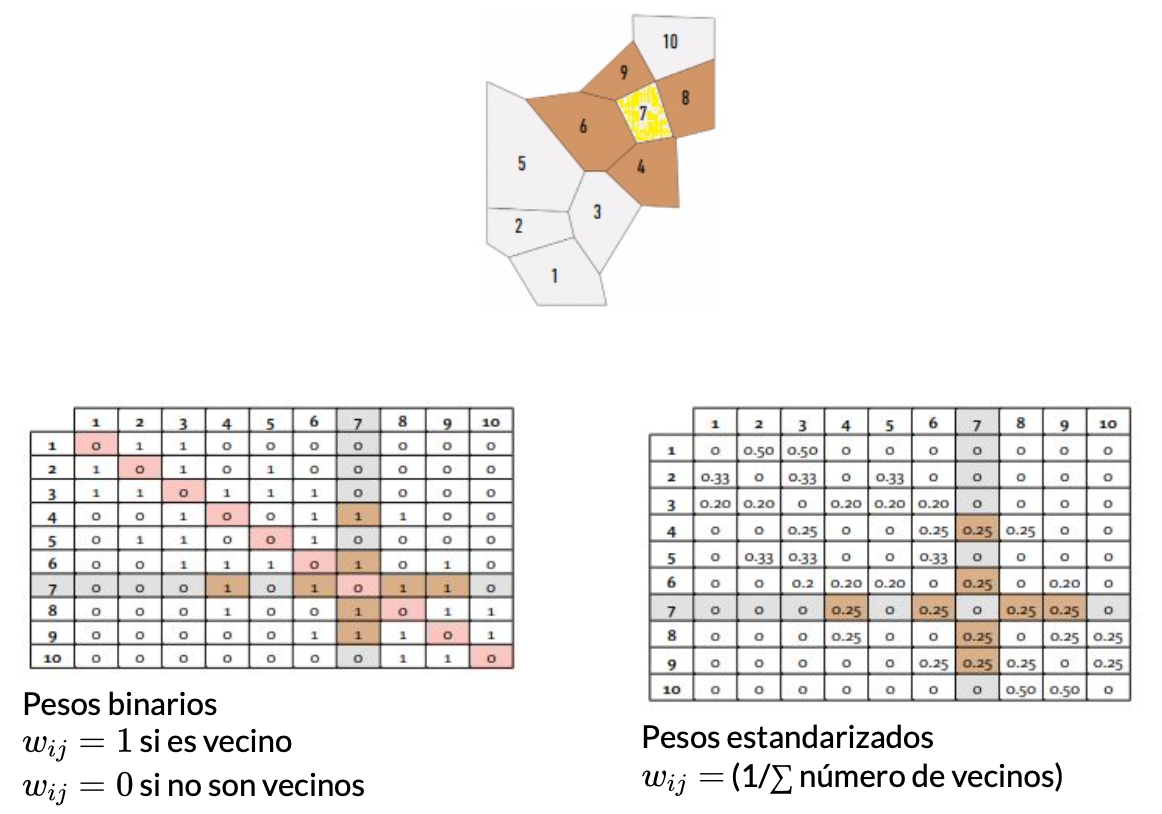 10
9
8
7
6
5
4
3
2
1
1 2 3 4 5 6 7 8 9 10
1 0 1 1 0 0 0 0 0 0 0
2 1 0 1 0 1 0 0 0 0 0
3 1 1 0 1 1 1 0 0 0 0
4 0 0 1 0 0 1 1 1 0 0
5 0 1 1 0 0 1 0 0 0 0
6 0 0 1 1 1 0 1 0 1 0
7 0 0 0 1 0 1 0 1 1 0
8 0 0 0 1 0 0 1 0 1 1
9 0 0 0 0 0 1 1 1 0 1
10 0 0 0 0 0 0 0 1 1 0
Pesos binarios
wij = 1 si es vecino
wij = 0 si no son vecinos
1 2 3 4 5 6 7 8 9 10
1 0 0.50 0.50 0 0 0 0 0 0 0
2 0.33 0 0.33 0 0.33 0 0 0 0 0
3 0.20 0.20 0 0.20 0.20 0.20 0 0 0 0
4 0 0 0.25 0 0 0.25 0.25 0.25 0 0
5 0 0.33 0.33 0 0 0.33 0 0 0 0
6 0 0 0.2 0.20 0.20 0 0.25 0 0.20 0
7 0 0 0 0.25 0 0.25 0 0.25 0.25 0
8 0 0 0 0.25 0 0 0.25 0 0.25 0.25
9 0 0 0 0 0 0.25 0.25 0.25 0 0.25
10 0 0 0 0 0 0 0 0.50 0.50 0
Pesos estandarizados
wij = (1/∑ número de vecinos)